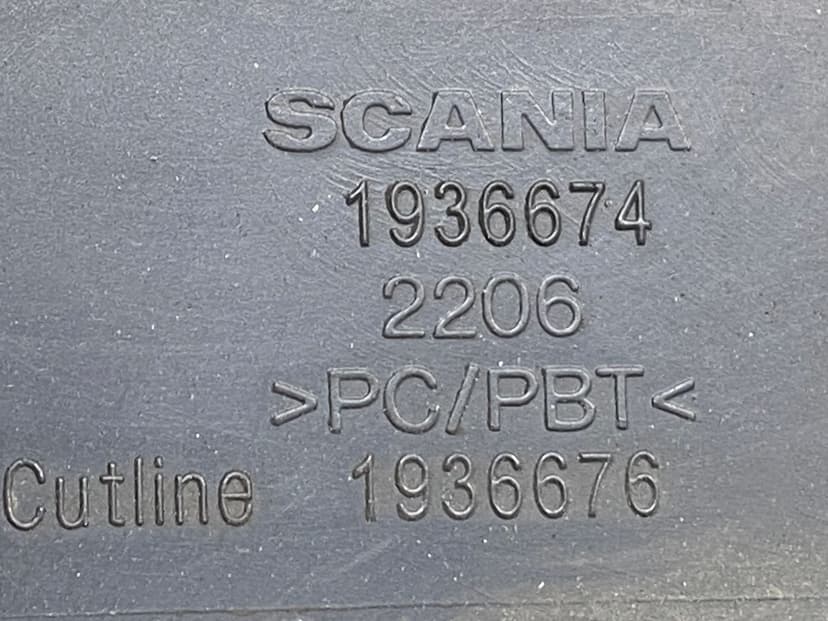 SCANIA
1936674
2206
>PC/PBT<
Cutline 1936676